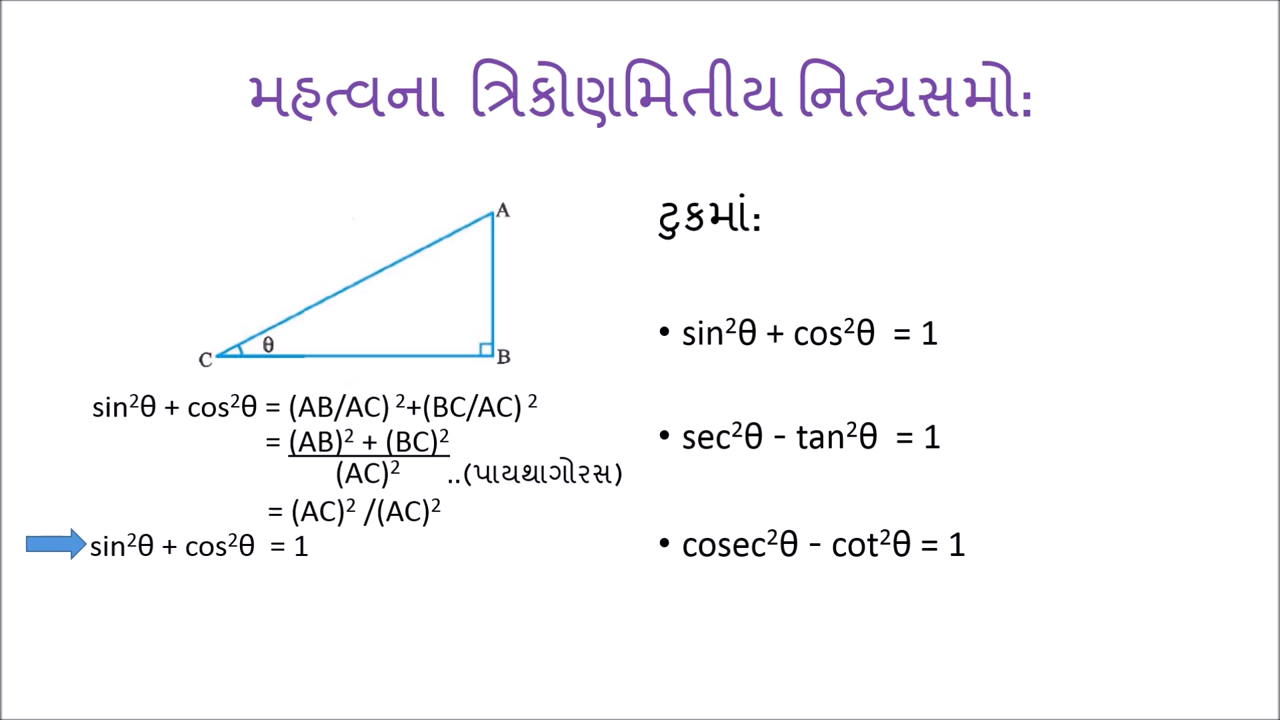 મહત્વના ત્રિકોણમિતીય નિત્યસમો:
A
θ
C
B
sin²θ + cos²θ = (AB/AC) ²+(BC/AC) ²
= (AB)² + (BC)²
(AC)² ..(પાયથાગોરસ)
= (AC)² /(AC)²
sin²θ + cos²θ = 1
ટુકમાં:
• sin²θ + cos²θ = 1
• sec²θ - tan²θ = 1
• cosec²θ - cot²θ = 1